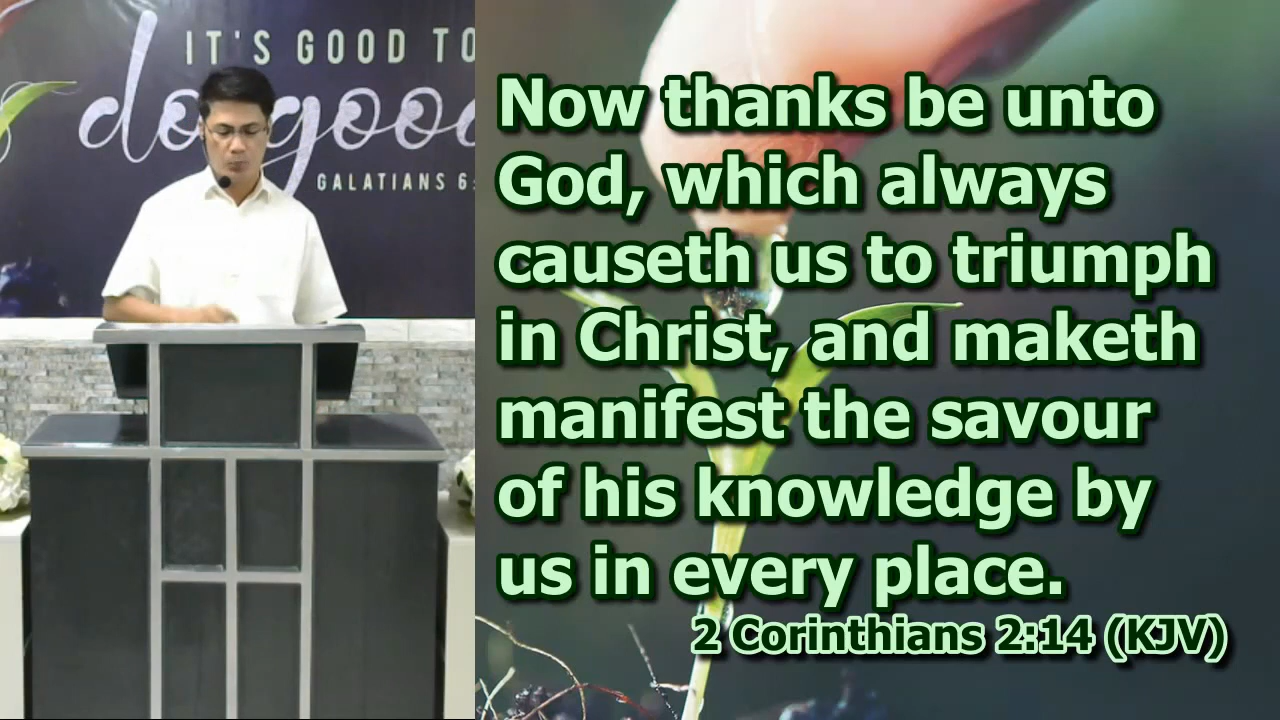 IT'S GOOD TO
do good
GALATIANS 6:
Now thanks be unto
God, which always
causeth us to triumph
in Christ, and maketh
manifest the savour
of his knowledge by
us in every place.
2 Corinthians 2:14 (KJV)